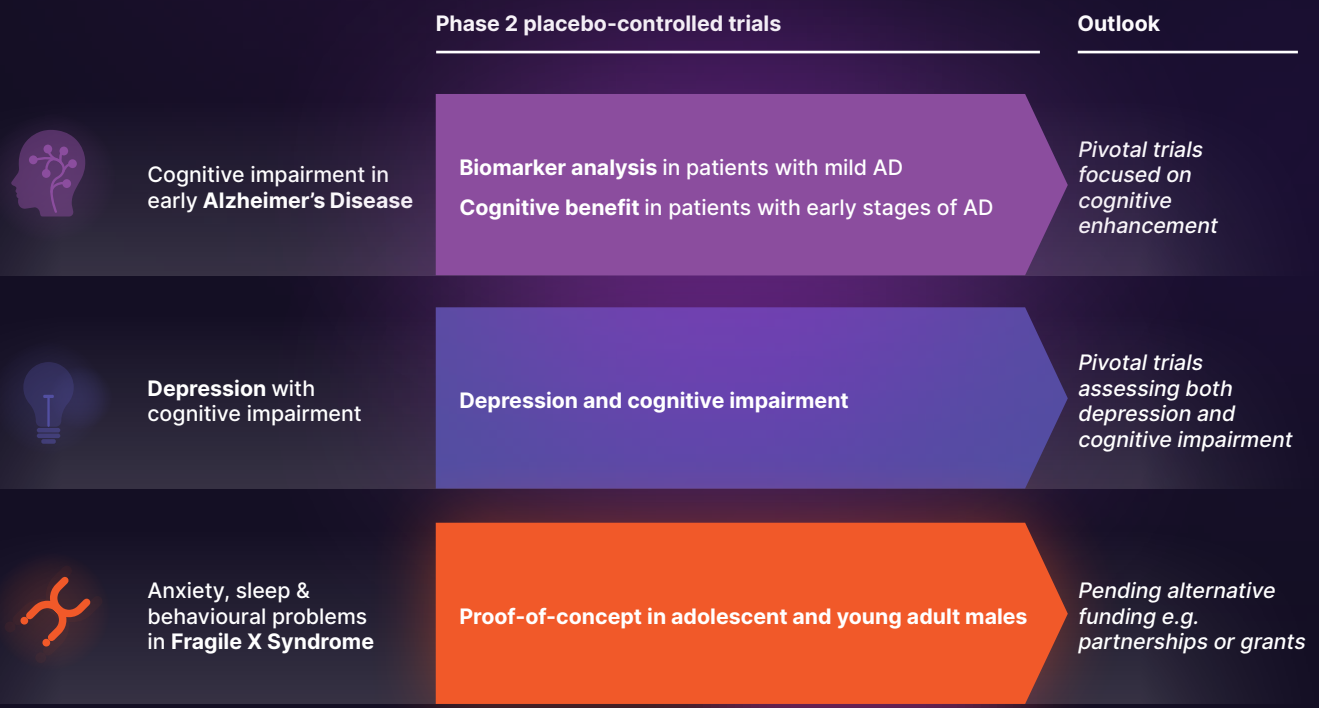 Phase 2 placebo-controlled trials
Outlook
Cognitive impairment in
early Alzheimer's Disease
Biomarker analysis in patients with mild AD
Cognitive benefit in patients with early stages of AD
Pivotal trials
focused on
cognitive
enhancement
Depression with
cognitive impairment
Depression and cognitive impairment
Pivotal trials
assessing both
depression and
cognitive impairment
Anxiety, sleep &
behavioural problems
in Fragile X Syndrome
Proof-of-concept in adolescent and young adult males
Pending alternative
funding e.g.
partnerships or grants